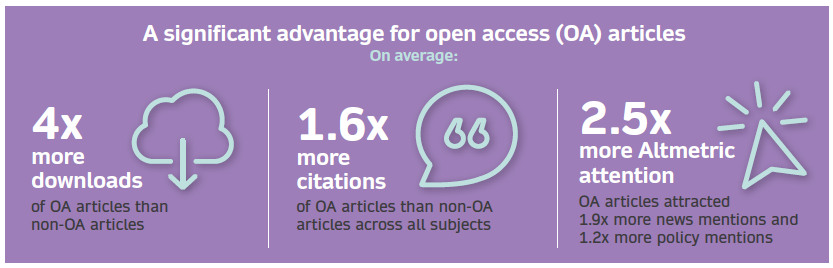 A significant advantage for open access (OA) articles
On average:
4x
more
downloads
of OA articles than
non-OA articles
1.6x
more
citations
of OA articles than non-OA
articles across all subjects
2.5x
more Altmetric
attention
OA articles attracted
1.9x more news mentions and
1.2x more policy mentions